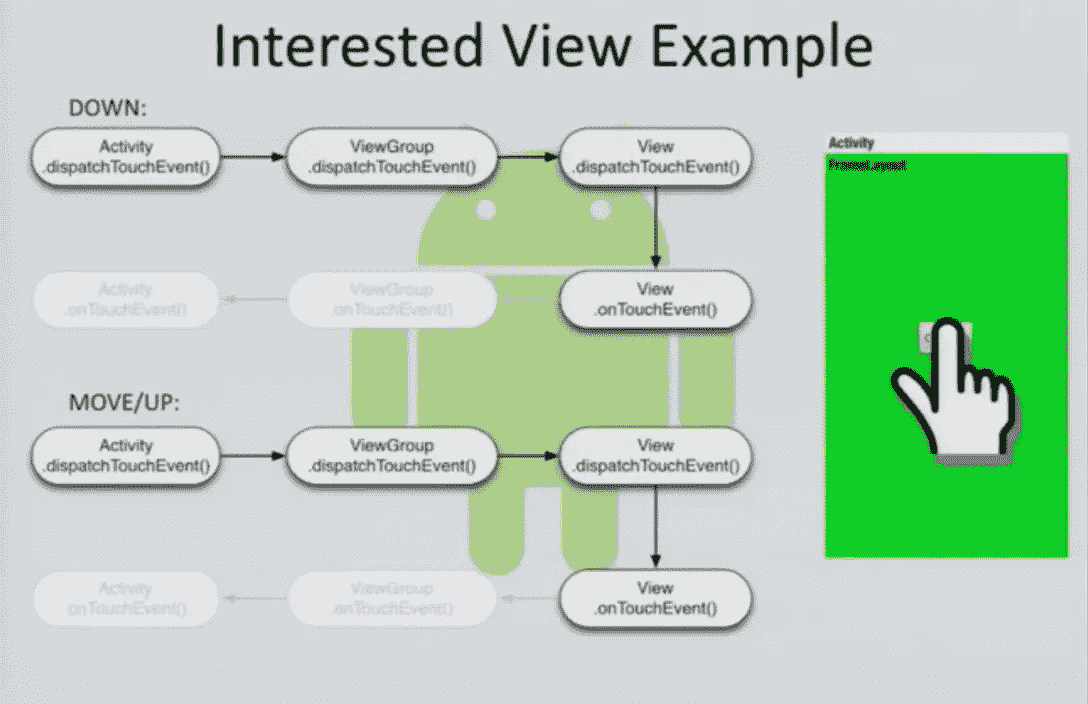 Interested View Example
DOWN:
Activity
.dispatchTouchEvent()
ViewGroup
.dispatchTouchEvent()
View
.dispatchTouchEvent()
Activity
.onTouchEvent()
ViewGroup
.onTouchEvent()
View
.onTouchEvent()
MOVE/UP:
Activity
.dispatchTouchEvent()
ViewGroup
.dispatchTouchEvent()
View
.dispatchTouchEvent()
Activity
onTouchEvent()
ViewGroup
.onTouchEvent()
View
.onTouchEvent()
Activity
FrameLayout